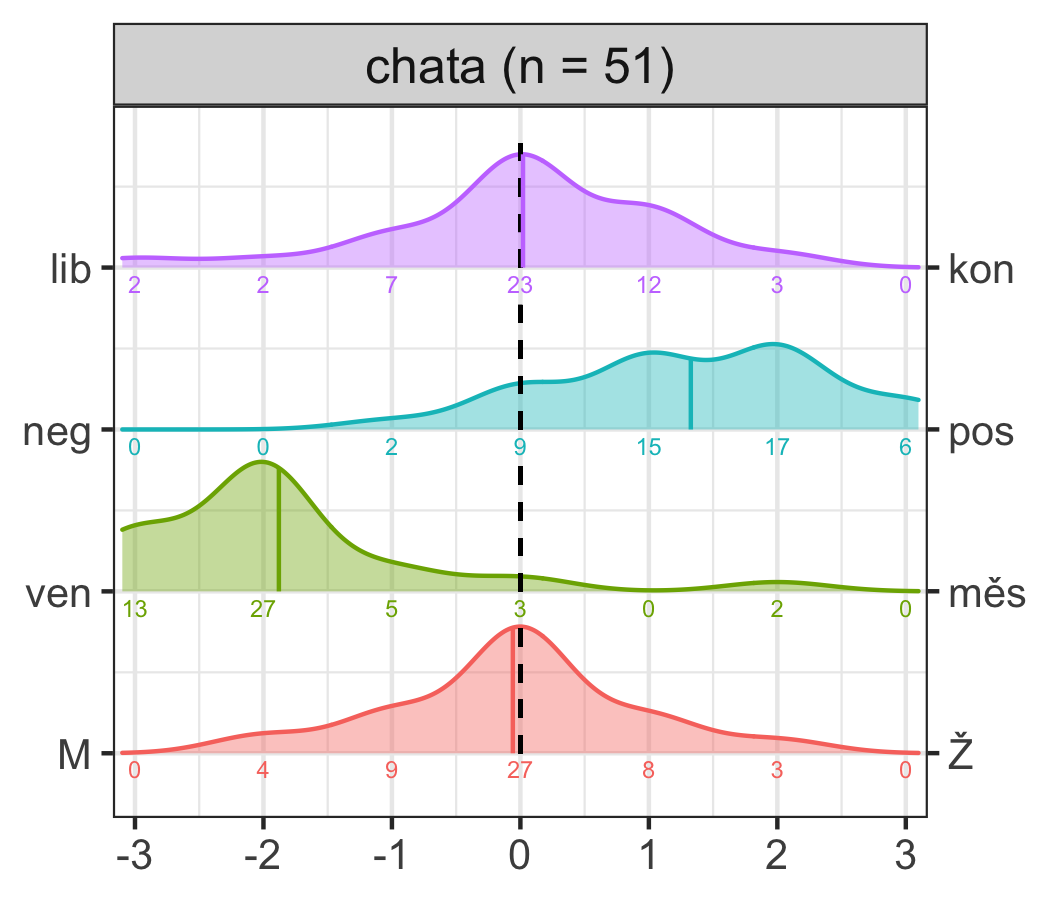 chata (n = 51)
lib kon
2 2 7 23 12 3 0
neg pos
0 0 2 9 15 17 6
ven měs
13 27 5 3 0 2 0
M Ž
0 4 9 27 8 3 0
-3 -2 -1 0 1 2 3